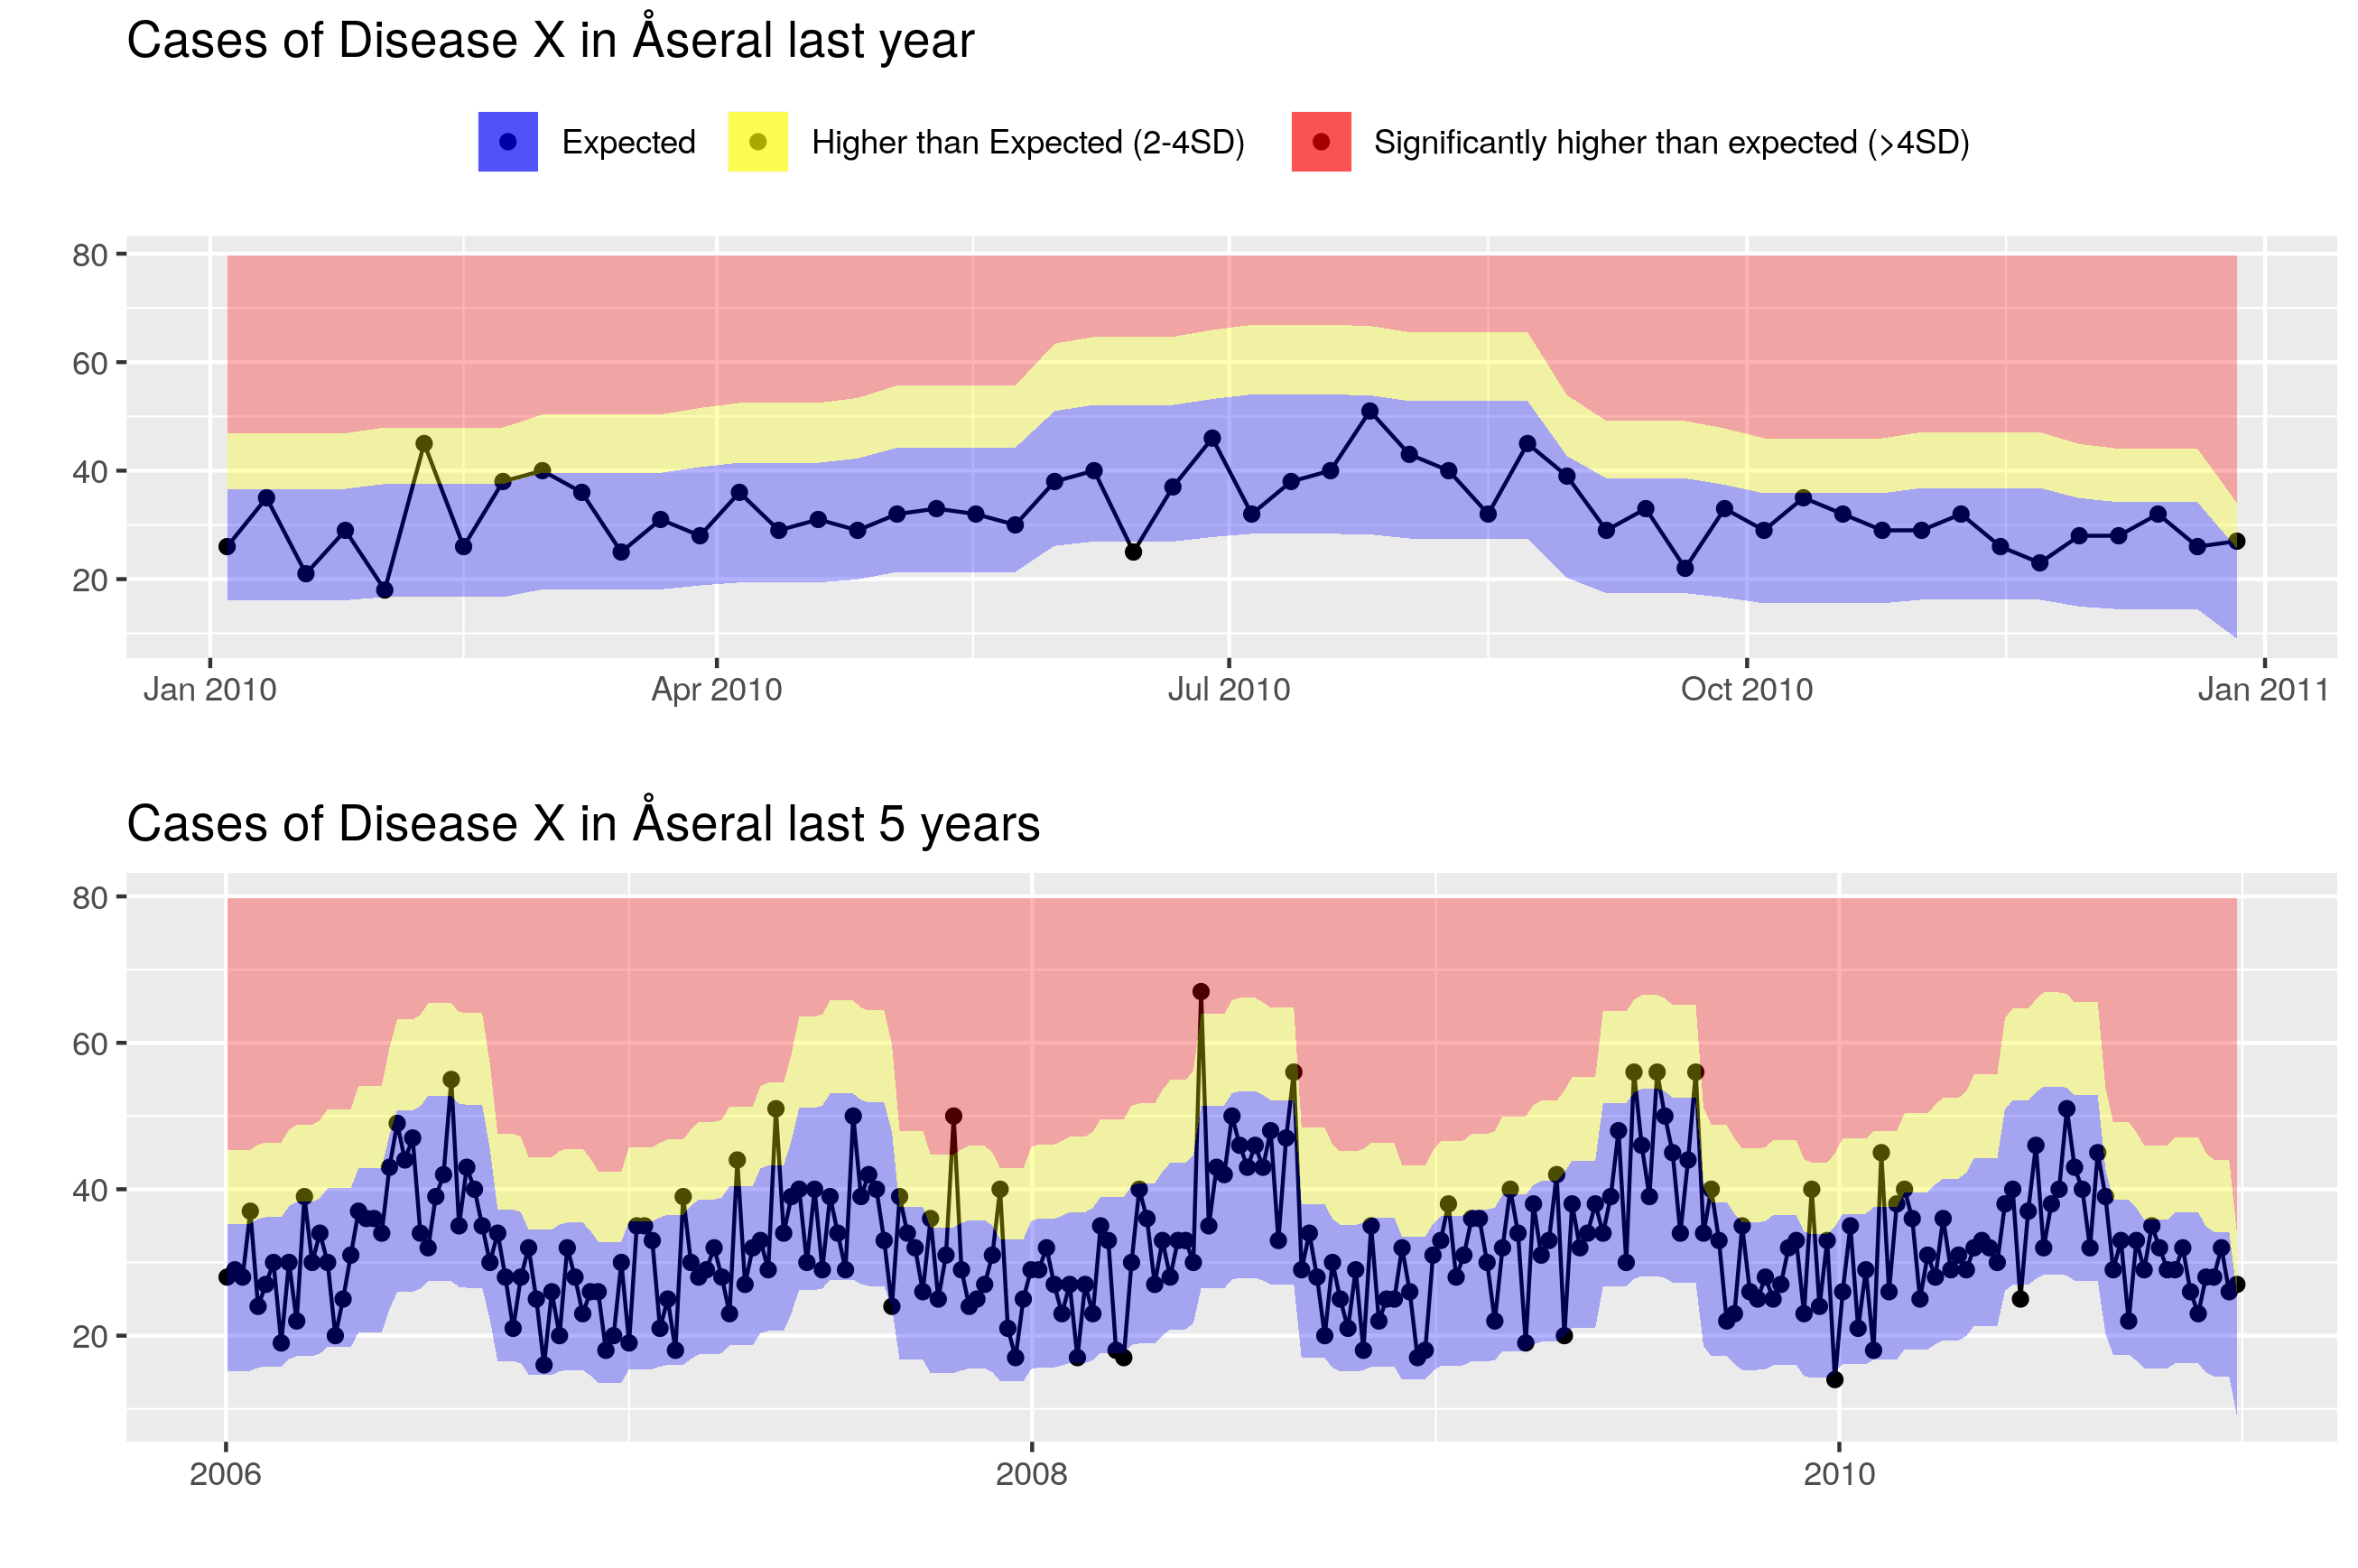 Cases of Disease X in Åseral last year
Expected Higher than Expected (2-4SD) Significantly higher than expected (>4SD)
80
60
40
20
Jan 2010 Apr 2010 Jul 2010 Oct 2010 Jan 2011
Cases of Disease X in Åseral last 5 years
80
60
40
20
2006 2008 2010